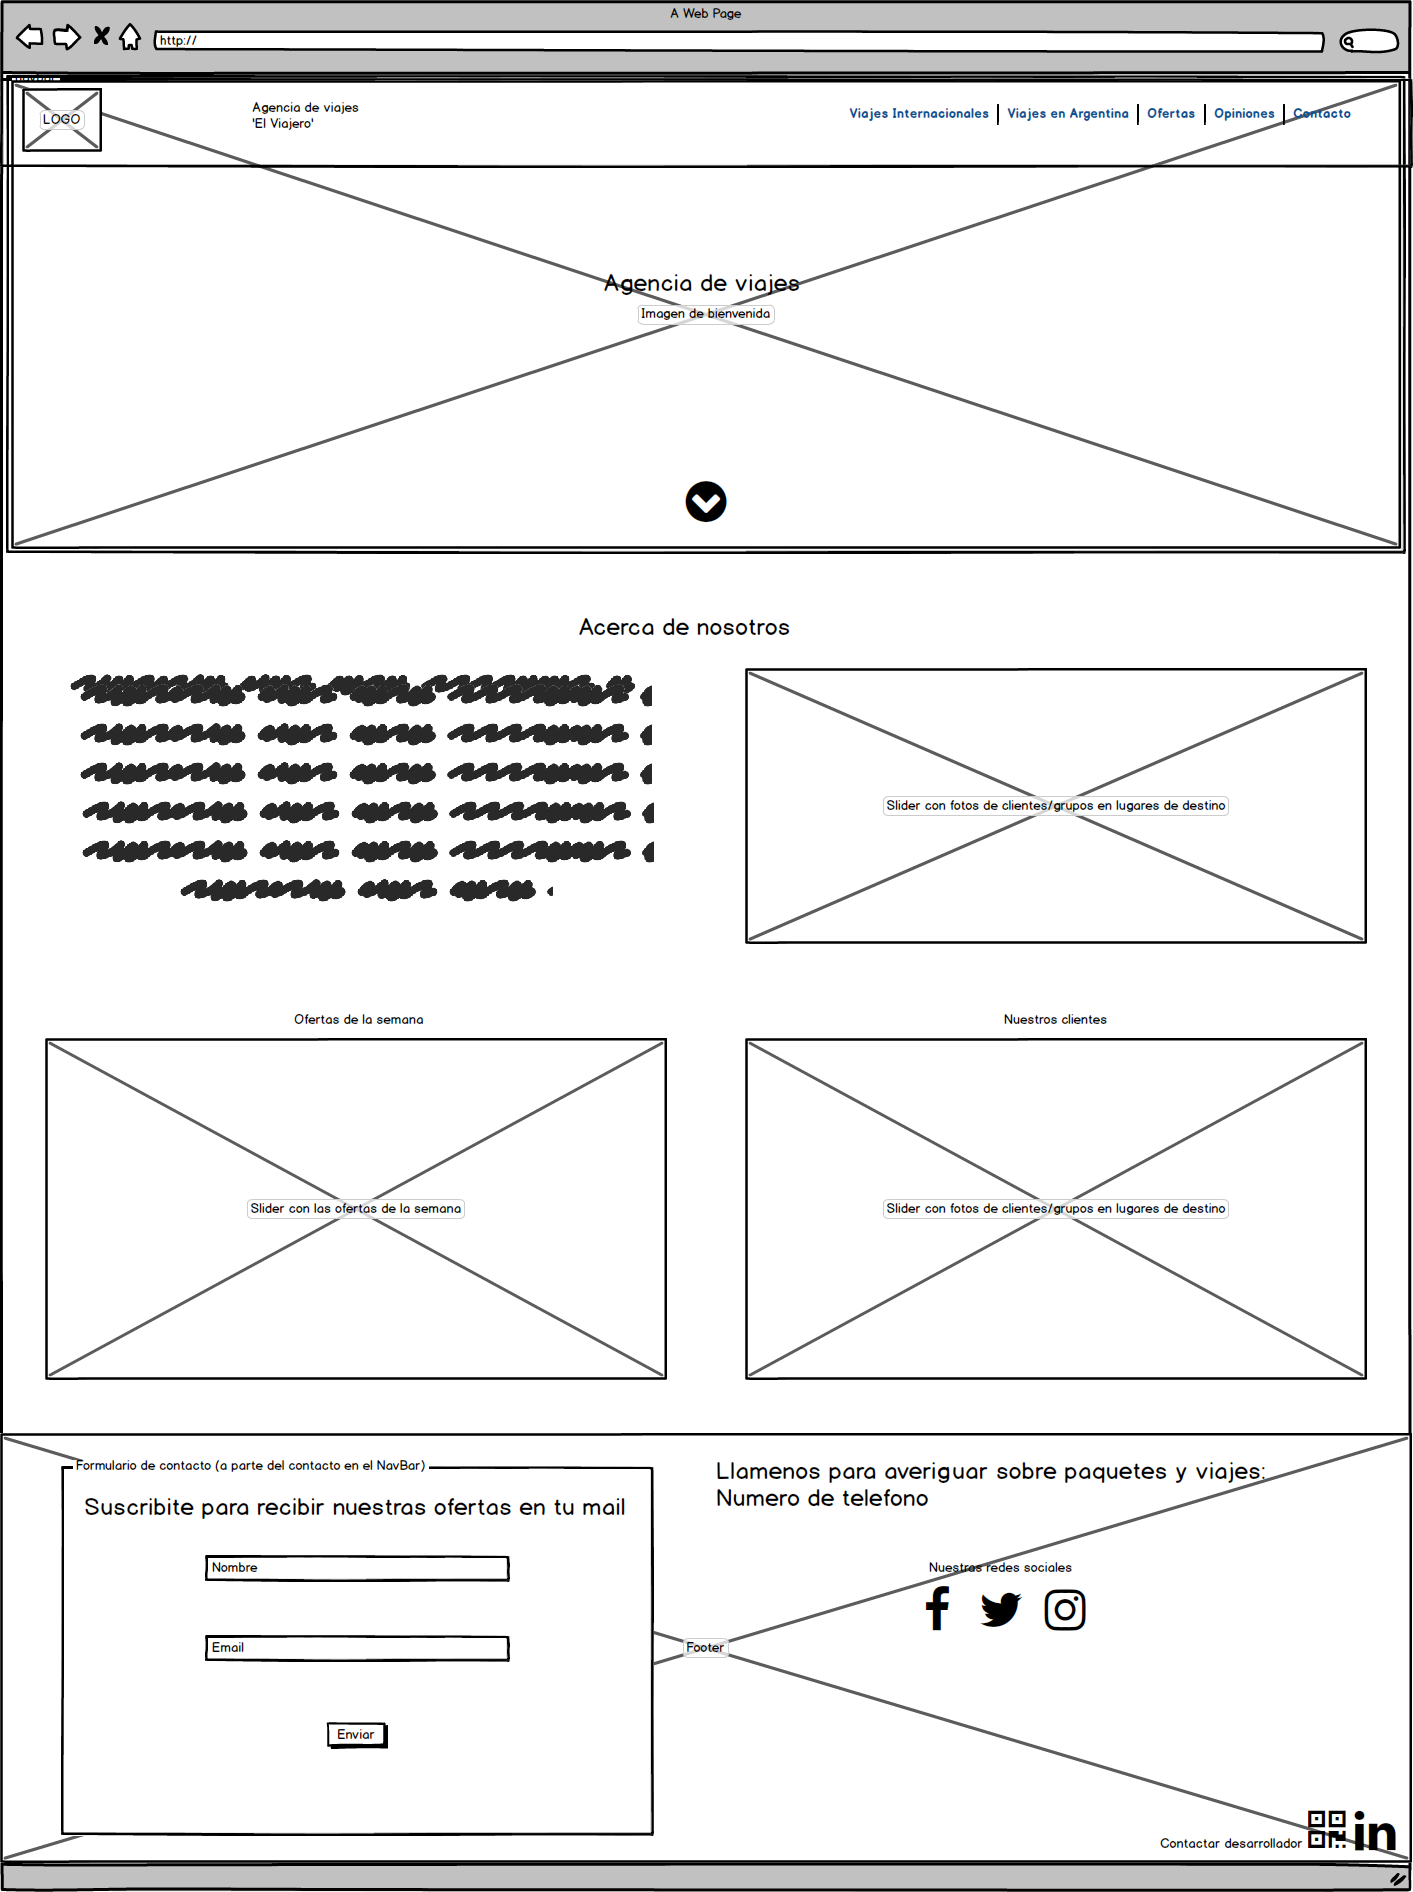 A Web Page
http://
LOGO
Agencia de viajes
'El Viajero'
Viajes Internacionales
Viajes en Argentina
Ofertas
Opiniones
Contacto
Agencia de viajes
Imagen de bienvenida
Acerca de nosotros
Slider con fotos de clientes/grupos en lugares de destino
Ofertas de la semana
Nuestros clientes
Slider con las ofertas de la semana
Slider con fotos de clientes/grupos en lugares de destino
Formulario de contacto (a parte del contacto en el NavBar)
Suscribite para recibir nuestras ofertas en tu mail
Nombre
Email
Enviar
Llamenos para averiguar sobre paquetes y viajes:
Numero de telefono
Nuestras redes sociales
Footer
Contactar desarrollador
in